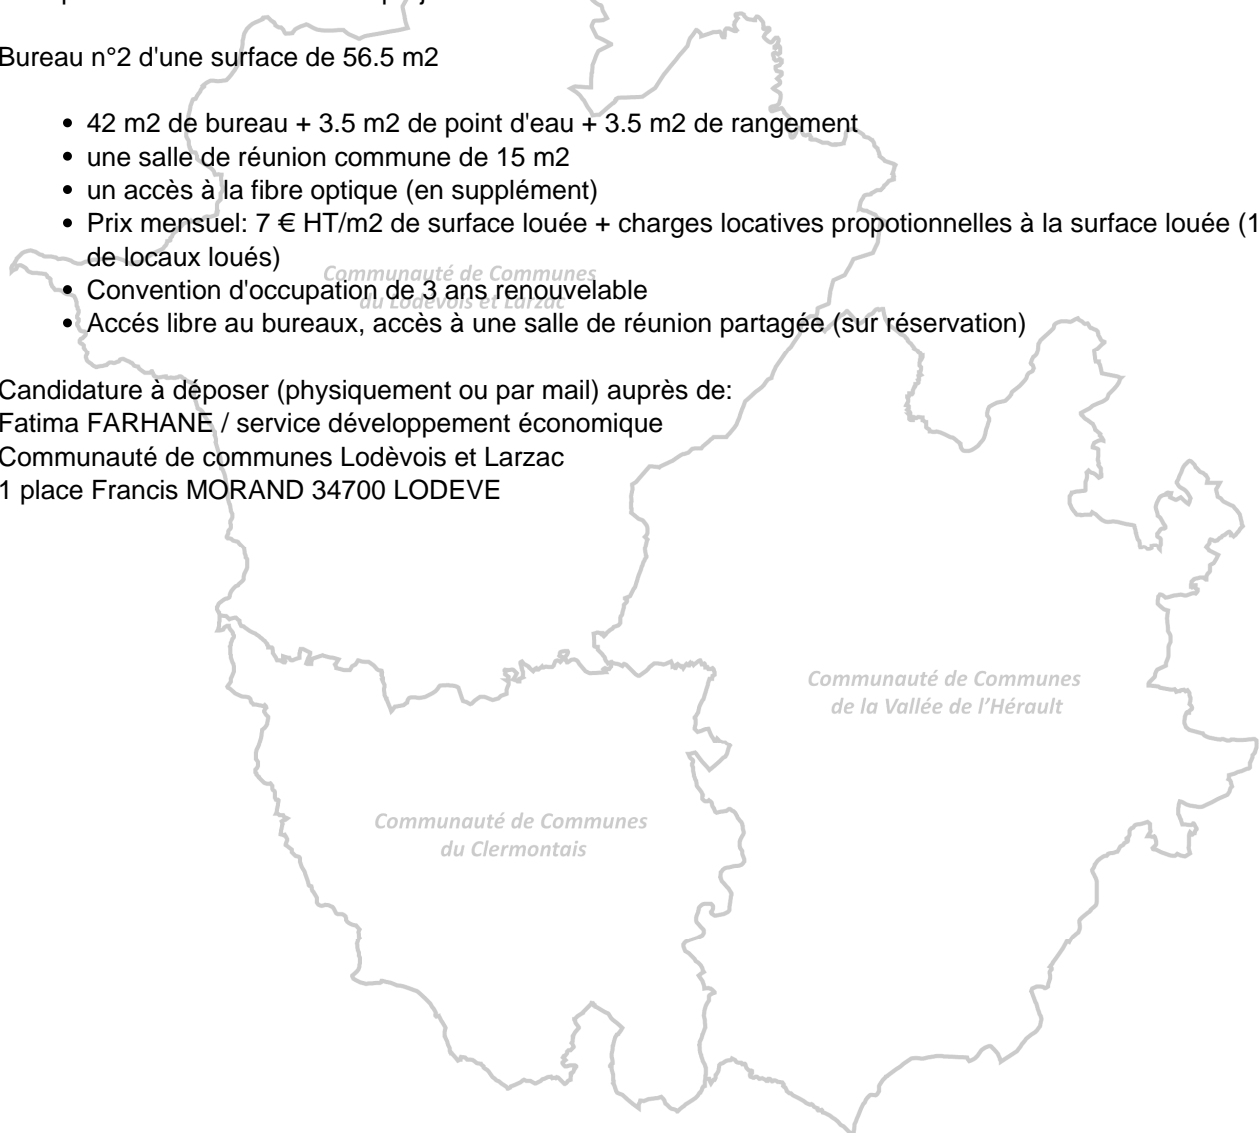 Bureau n°2 d'une surface de 56.5 m2
• 42 m2 de bureau + 3.5 m2 de point d'eau + 3.5 m2 de rangement
• une salle de réunion commune de 15 m2
• un accès à la fibre optique (en supplément)
• Prix mensuel: 7 € HT/m2 de surface louée + charges locatives propotionnelles à la surface louée (1
de locaux loués)
Communauté de Communes
du Lodévois et Larzac
• Convention d'occupation de 3 ans renouvelable
• Accés libre au bureaux, accès à une salle de réunion partagée (sur réservation)
Candidature à déposer (physiquement ou par mail) auprès de:
Fatima FARHANE / service développement économique
Communauté de communes Lodèvois et Larzac
1 place Francis MORAND 34700 LODEVE
Communauté de Communes
de la Vallée de l'Hérault
Communauté de Communes
du Clermontais